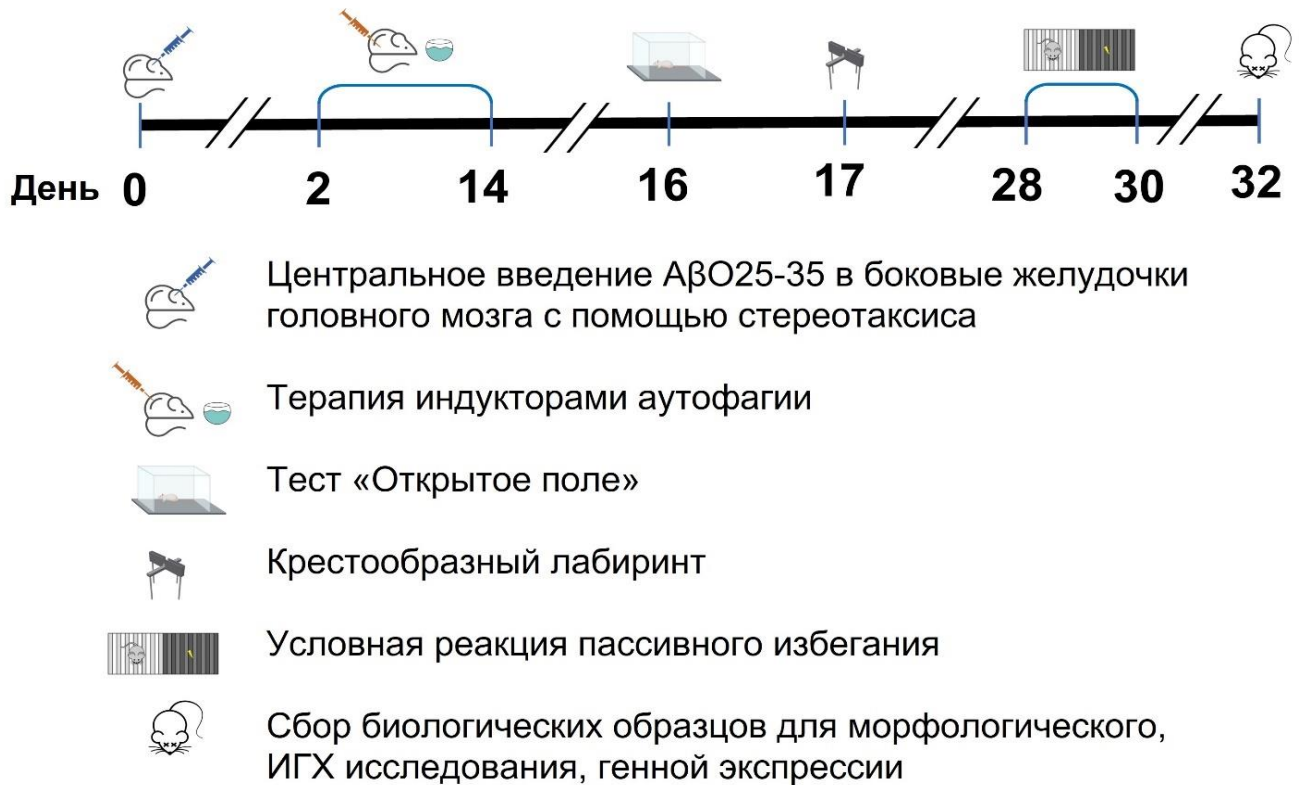 День 0 2 14 16 17 28 30 32
Центральное введение АβО25-35 в боковые желудочки
головного мозга с помощью стереотаксиса
Терапия индукторами аутофагии
Тест «Открытое поле»
Крестообразный лабиринт
Условная реакция пассивного избегания
Сбор биологических образцов для морфологического,
ИГХ исследования, генной экспрессии